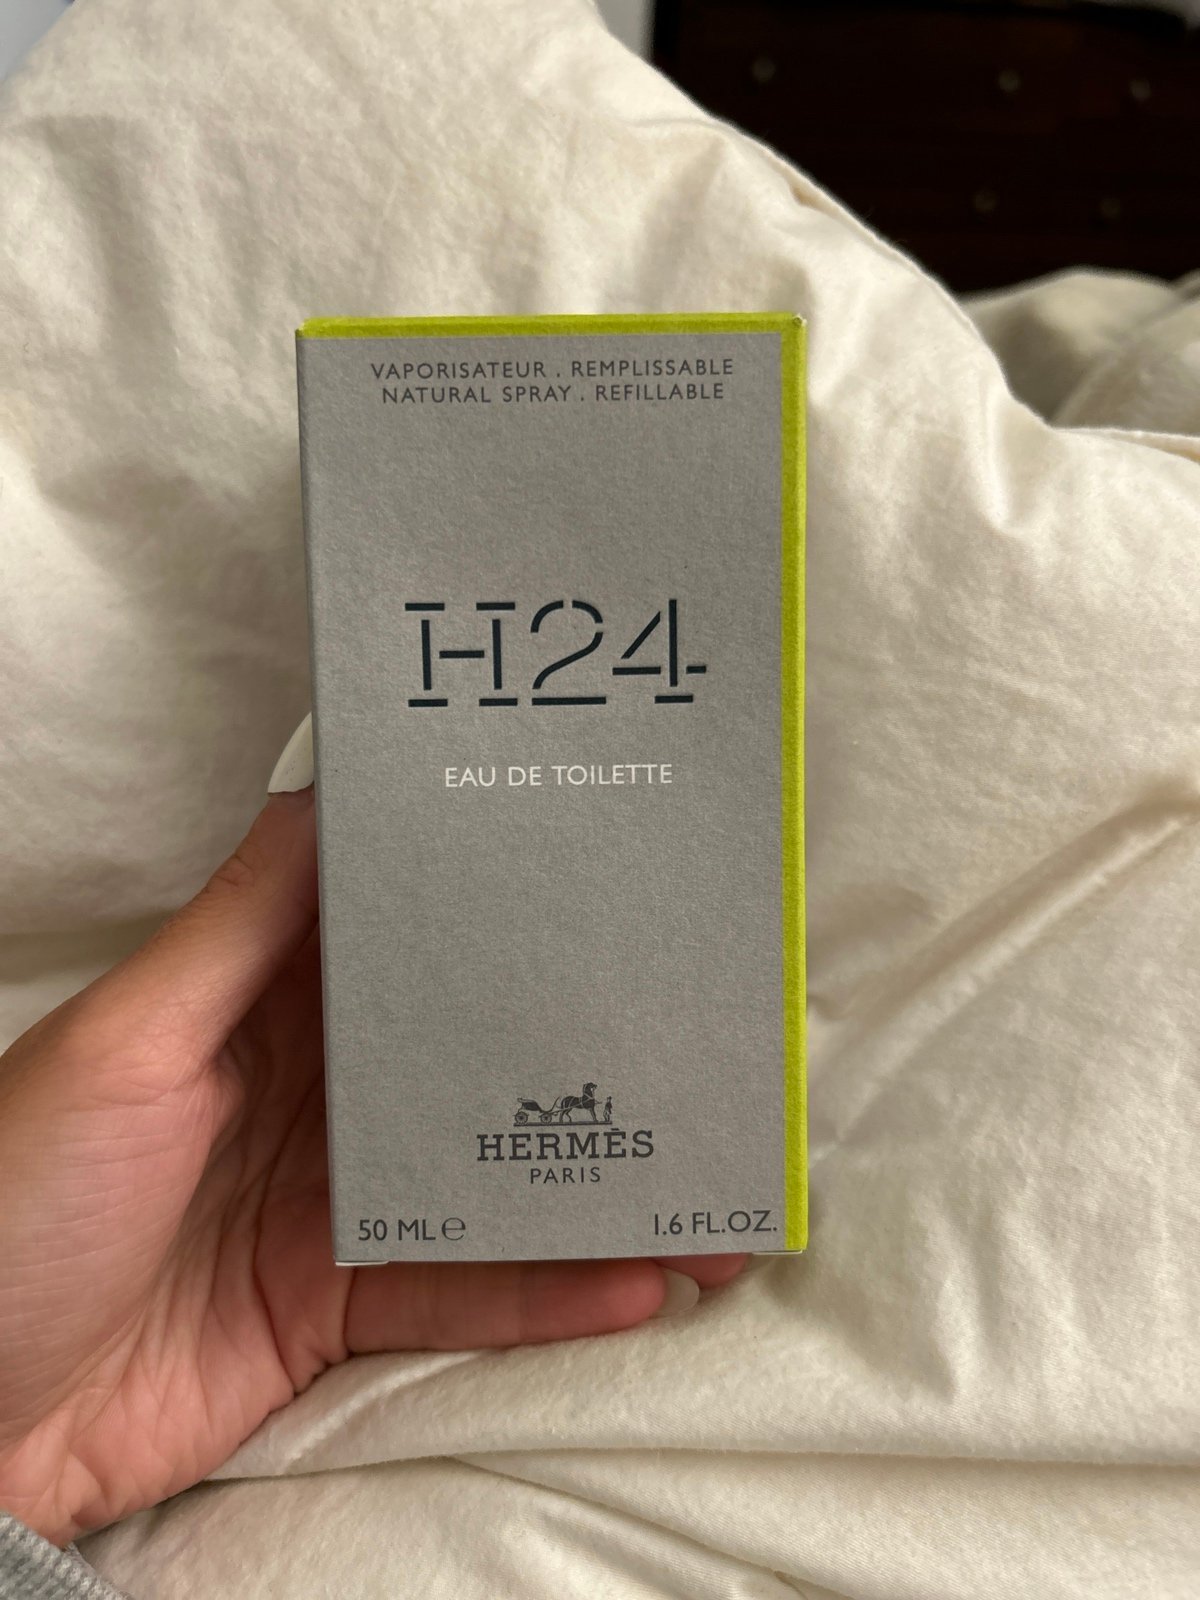 VAPORISATEUR . REMPLISSABLE
NATURAL SPRAY . REFILLABLE
H24
EAU DE TOILETTE
HERMÈS
PARIS
50 ML ℮
1.6 FL.OZ.